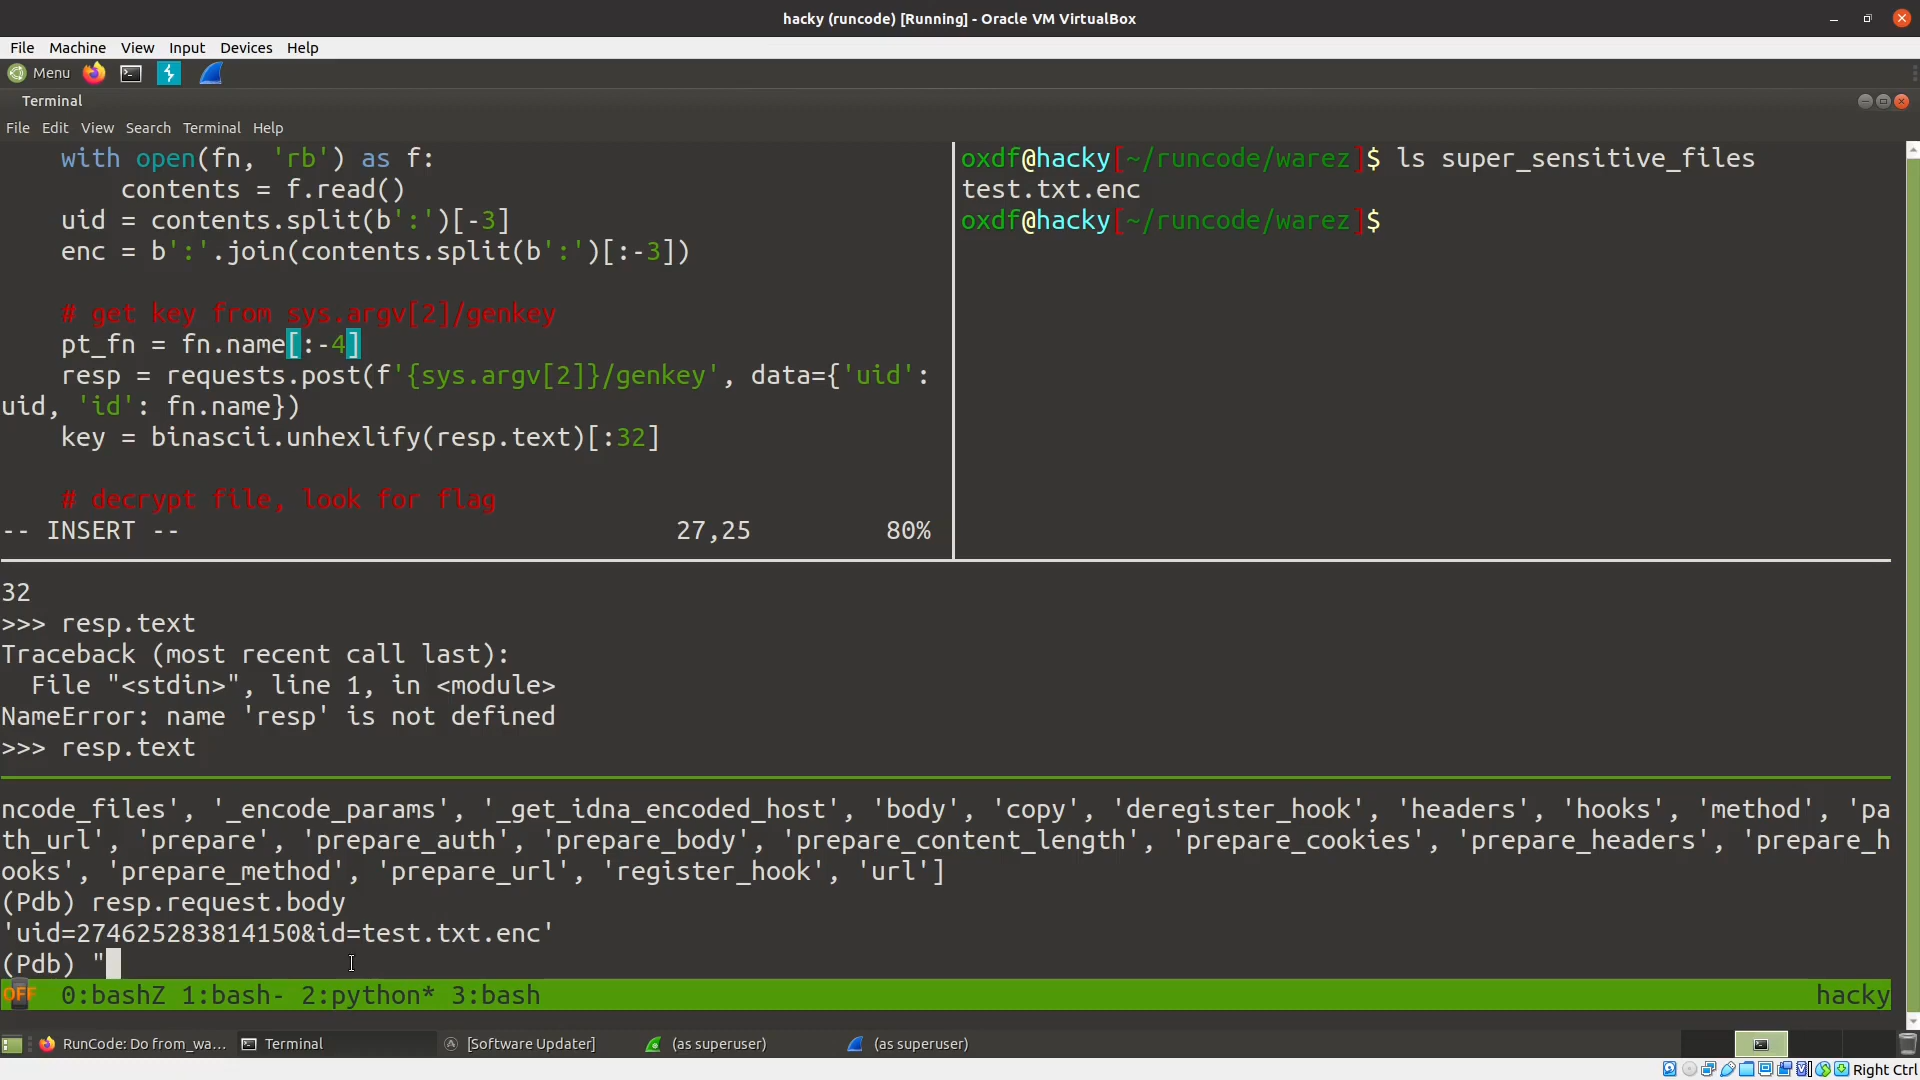 hacky (runcode) [Running] - Oracle VM VirtualBox
File Machine View Input Devices Help
Menu
Terminal
File Edit View Search Terminal Help
    with open(fn, 'rb') as f:
        contents = f.read()
    uid = contents.split(b':')[-3]
    enc = b':'.join(contents.split(b':')[:-3])
    # get key from sys.argv[2]/genkey
    pt_fn = fn.name[:-4]
    resp = requests.post(f'{sys.argv[2]}/genkey', data={'uid':
uid, 'id': fn.name})
    key = binascii.unhexlify(resp.text)[:32]
    # decrypt file, look for flag
-- INSERT -- 27,25 80%
oxdf@hacky[~/runcode/warez]$ ls super_sensitive_files
test.txt.enc
oxdf@hacky[~/runcode/warez]$
32
>>> resp.text
Traceback (most recent call last):
  File "<stdin>", line 1, in <module>
NameError: name 'resp' is not defined
>>> resp.text
ncode_files', '_encode_params', '_get_idna_encoded_host', 'body', 'copy', 'deregister_hook', 'headers', 'hooks', 'method', 'pa
th_url', 'prepare', 'prepare_auth', 'prepare_body', 'prepare_content_length', 'prepare_cookies', 'prepare_headers', 'prepare_h
ooks', 'prepare_method', 'prepare_url', 'register_hook', 'url']
(Pdb) resp.request.body
'uid=274625283814150&id=test.txt.enc'
(Pdb) "
OFF 0:bashZ 1:bash- 2:python* 3:bash hacky
RunCode: Do from_wa... Terminal [Software Updater] (as superuser) (as superuser)
Right Ctrl